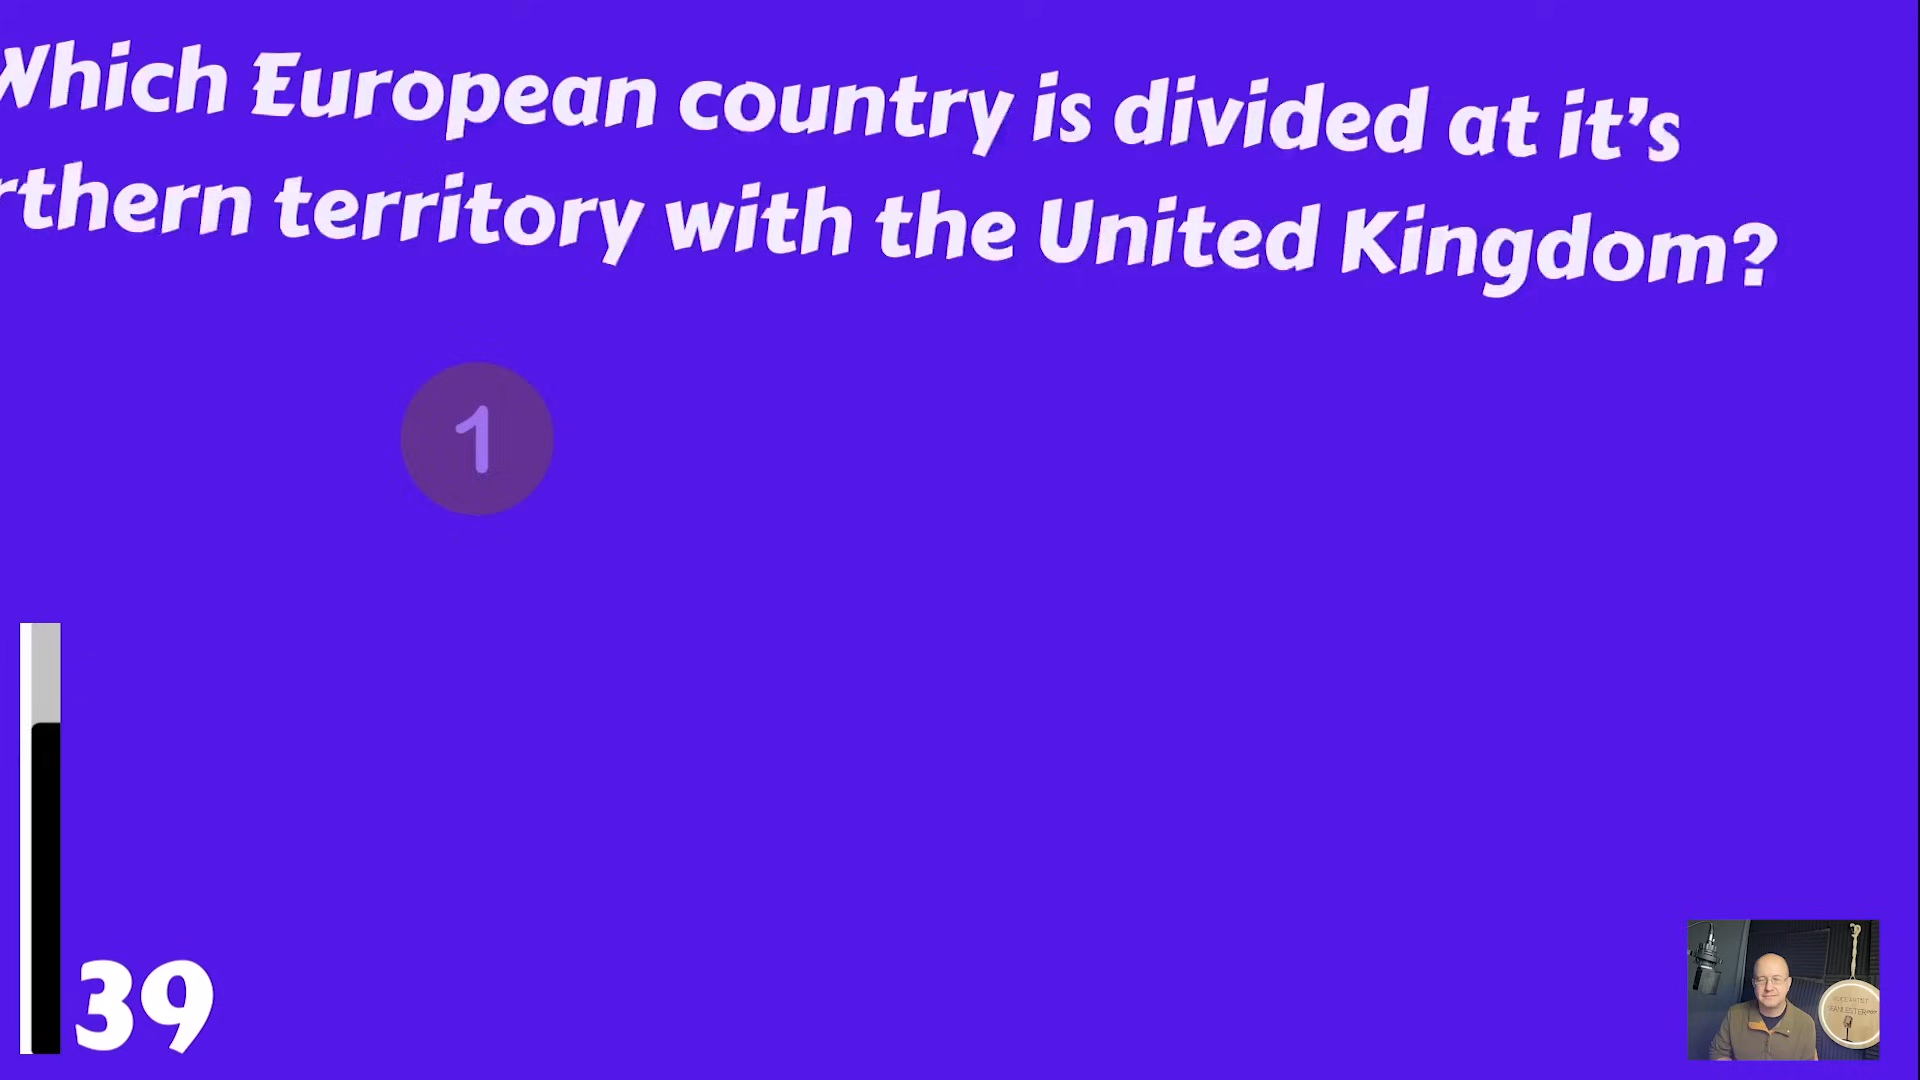 Which European country is divided at it's
rthern territory with the United Kingdom?
1
39